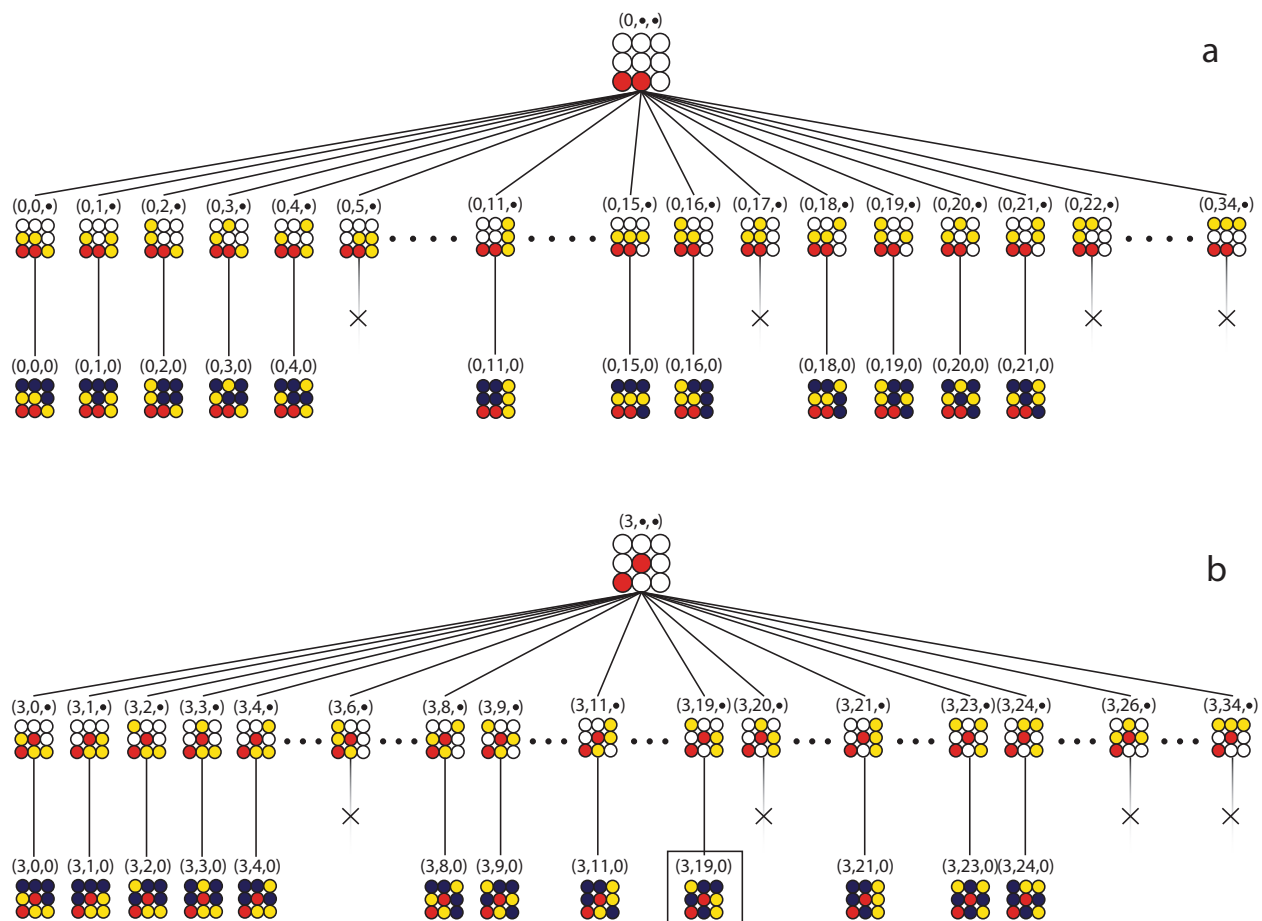 (0,•,•)
a
(0,0,•) (0,1,•) (0,2,•) (0,3,•) (0,4,•) (0,5,•) (0,11,•) (0,15,•) (0,16,•) (0,17,•) (0,18,•) (0,19,•) (0,20,•) (0,21,•) (0,22,•) (0,34,•)
(0,0,0) (0,1,0) (0,2,0) (0,3,0) (0,4,0) (0,11,0) (0,15,0) (0,16,0) (0,18,0) (0,19,0) (0,20,0) (0,21,0)
(3,•,•)
b
(3,0,•) (3,1,•) (3,2,•) (3,3,•) (3,4,•) (3,6,•) (3,8,•) (3,9,•) (3,11,•) (3,19,•) (3,20,•) (3,21,•) (3,23,•) (3,24,•) (3,26,•) (3,34,•)
(3,0,0) (3,1,0) (3,2,0) (3,3,0) (3,4,0) (3,8,0) (3,9,0) (3,11,0) (3,19,0) (3,21,0) (3,23,0) (3,24,0)